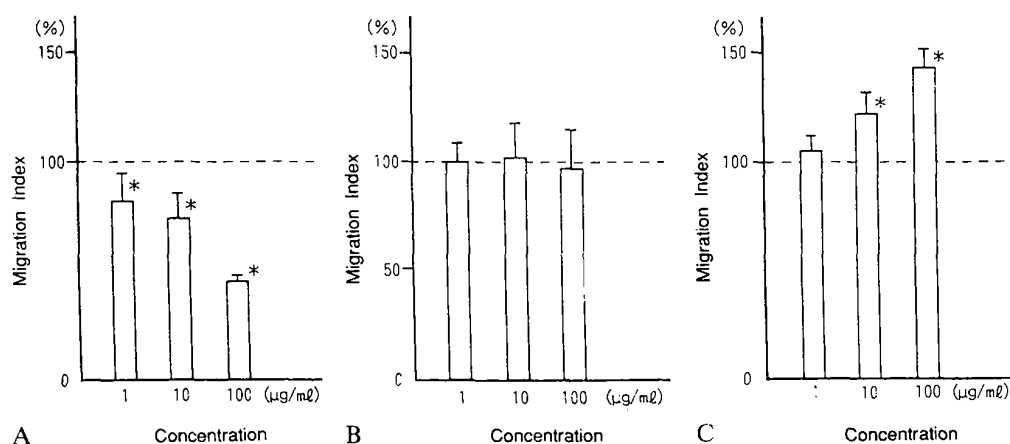 (%)
150
100
0
Migration Index
*
*
*
1 10 100 (μg/mℓ)
A Concentration
(%)
150
100
50
Migration Index
1 10 100 (μg/mℓ)
B Concentration
(%)
150
100
0
Migration Index
*
*
10 100 (μg/mℓ)
C Concentration